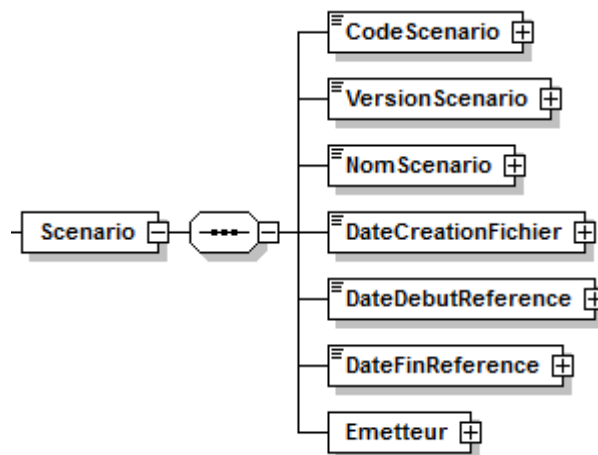 CodeScenario
VersionScenario
NomScenario
Scenario
DateCreationFichier
DateDebutReference
DateFinReference
Emetteur